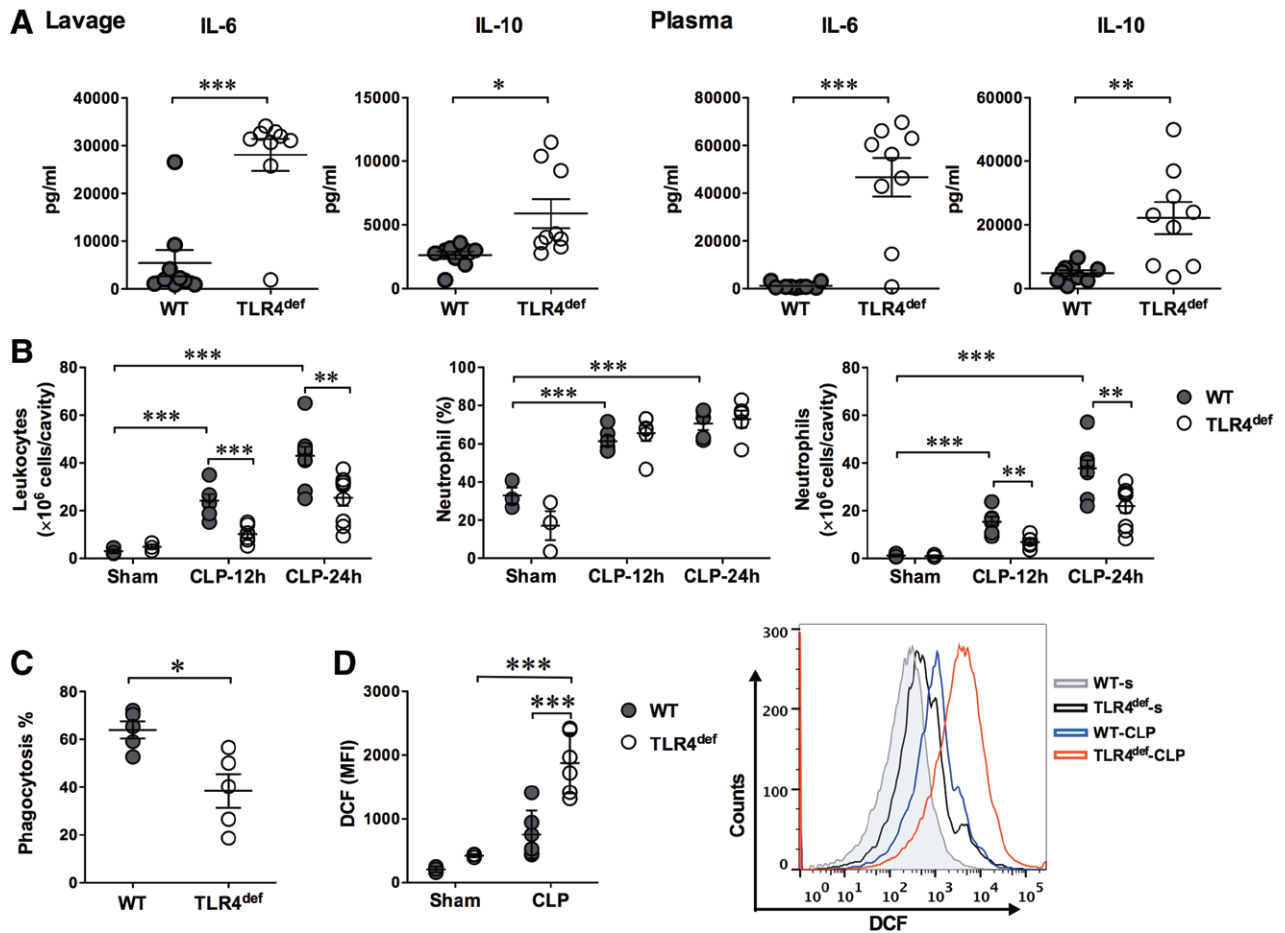 A Lavage Plasma
IL-6 IL-10 IL-6 IL-10
*** * *** **
40000 15000 80000 60000
30000 10000 60000 40000
20000 5000 40000 20000
10000 0 20000 0
0 0
pg/ml pg/ml pg/ml pg/ml
WT TLR4def WT TLR4def WT TLR4def WT TLR4def
B
80
60
40
20
0
Leukocytes
(×10⁶ cells/cavity)
***
***
***
**
Sham CLP-12h CLP-24h
100
80
60
40
20
0
Neutrophil (%)
***
***
Sham CLP-12h CLP-24h
80
60
40
20
0
Neutrophils
(×10⁶ cells/cavity)
***
***
**
**
Sham CLP-12h CLP-24h
WT
TLR4def
C
80
60
40
20
0
Phagocytosis %
*
WT TLR4def
D
3000
2000
1000
0
DCF (MFI)
***
***
Sham CLP
WT
TLR4def
300
200
100
0
Counts
10⁰ 10¹ 10² 10³ 10⁴ 10⁵
DCF
WT-s
TLR4def-s
WT-CLP
TLR4def-CLP